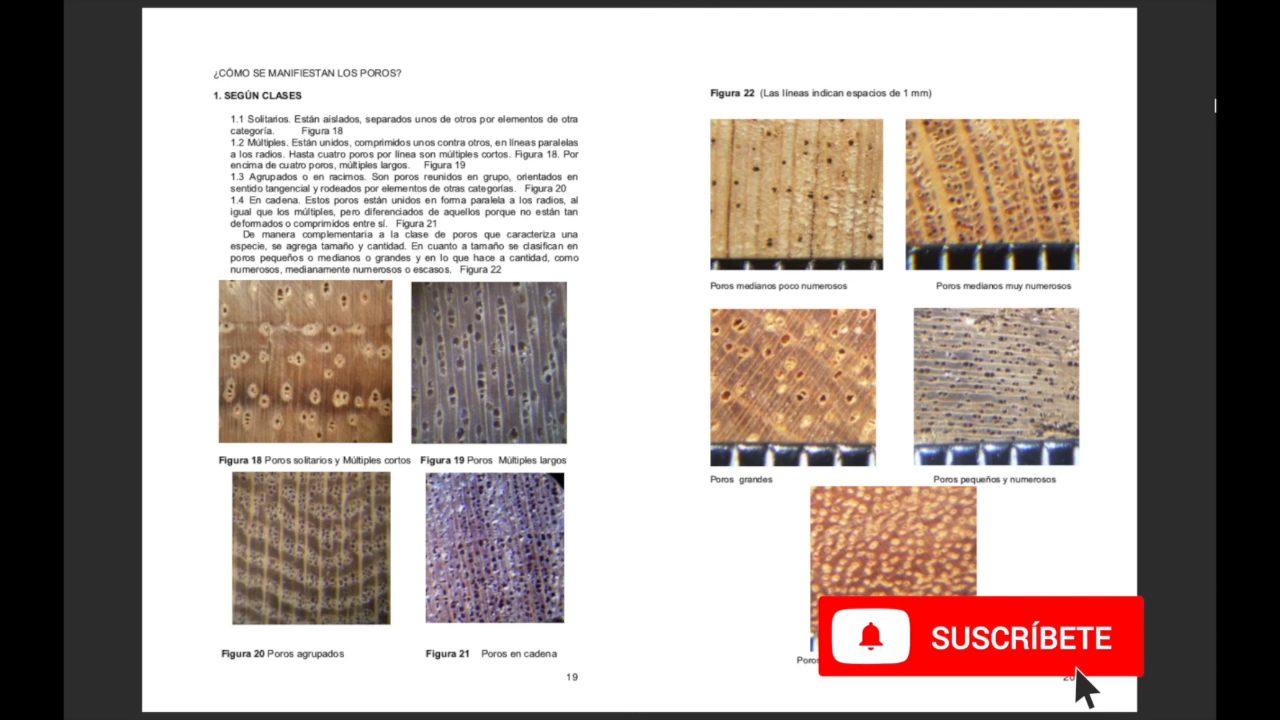 ¿CÓMO SE MANIFIESTAN LOS POROS?
1. SEGÚN CLASES
1.1 Solitarios. Están aislados, separados unos de otros por elementos de otra
categoría. Figura 18
1.2 Múltiples. Están unidos, comprimidos unos contra otros, en líneas paralelas
a los radios. Hasta cuatro poros por línea son múltiples cortos. Figura 18. Por
encima de cuatro poros, múltiples largos. Figura 19
1.3 Agrupados o en racimos. Son poros reunidos en grupo, orientados en
sentido tangencial y rodeados por elementos de otras categorías. Figura 20
1.4 En cadena. Estos poros están unidos en forma paralela a los radios, al
igual que los múltiples, pero diferenciados de aquellos porque no están tan
deformados o comprimidos entre sí. Figura 21
De manera complementaria a la clase de poros que caracteriza una
especie, se agrega tamaño y cantidad. En cuanto a tamaño se clasifican en
poros pequeños o medianos o grandes y en lo que hace a cantidad, como
numerosos, medianamente numerosos o escasos. Figura 22
Figura 18 Poros solitarios y Múltiples cortos
Figura 19 Poros Múltiples largos
Figura 20 Poros agrupados
Figura 21 Poros en cadena
19
Figura 22 (Las líneas indican espacios de 1 mm)
Poros medianos poco numerosos
Poros medianos muy numerosos
Poros grandes
Poros pequeños y numerosos
SUSCRÍBETE